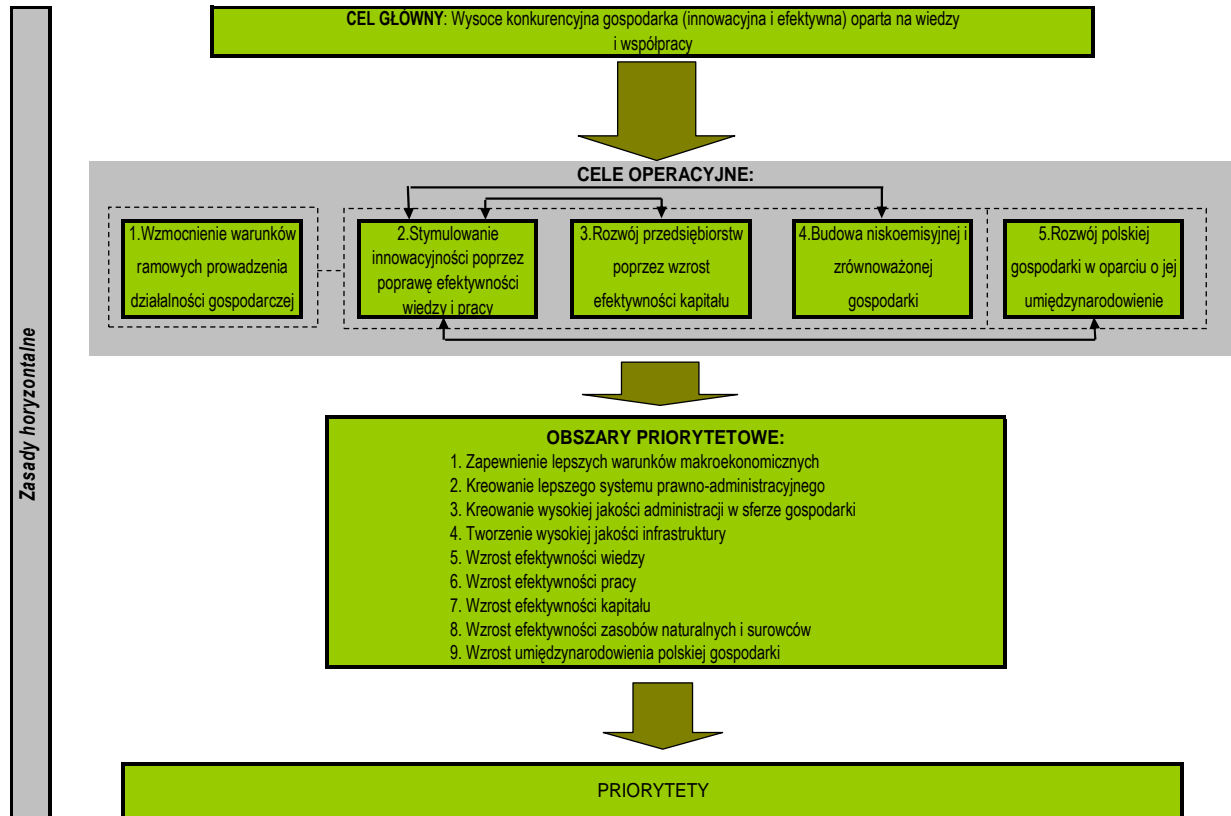 CEL GŁÓWNY: Wysoce konkurencyjna gospodarka (innowacyjna i efektywna) oparta na wiedzy
i współpracy
CELE OPERACYJNE:
1.Wzmocnienie warunków
ramowych prowadzenia
działalności gospodarczej
2.Stymulowanie
innowacyjności poprzez
poprawę efektywności
wiedzy i pracy
3.Rozwój przedsiębiorstw
poprzez wzrost
efektywności kapitału
4.Budowa niskoemisyjnej i
zrównoważonej
gospodarki
5.Rozwój polskiej
gospodarki w oparciu o jej
umiędzynarodowienie
Zasady horyzontalne
OBSZARY PRIORYTETOWE:
1. Zapewnienie lepszych warunków makroekonomicznych
2. Kreowanie lepszego systemu prawno-administracyjnego
3. Kreowanie wysokiej jakości administracji w sferze gospodarki
4. Tworzenie wysokiej jakości infrastruktury
5. Wzrost efektywności wiedzy
6. Wzrost efektywności pracy
7. Wzrost efektywności kapitału
8. Wzrost efektywności zasobów naturalnych i surowców
9. Wzrost umiędzynarodowienia polskiej gospodarki
PRIORYTETY